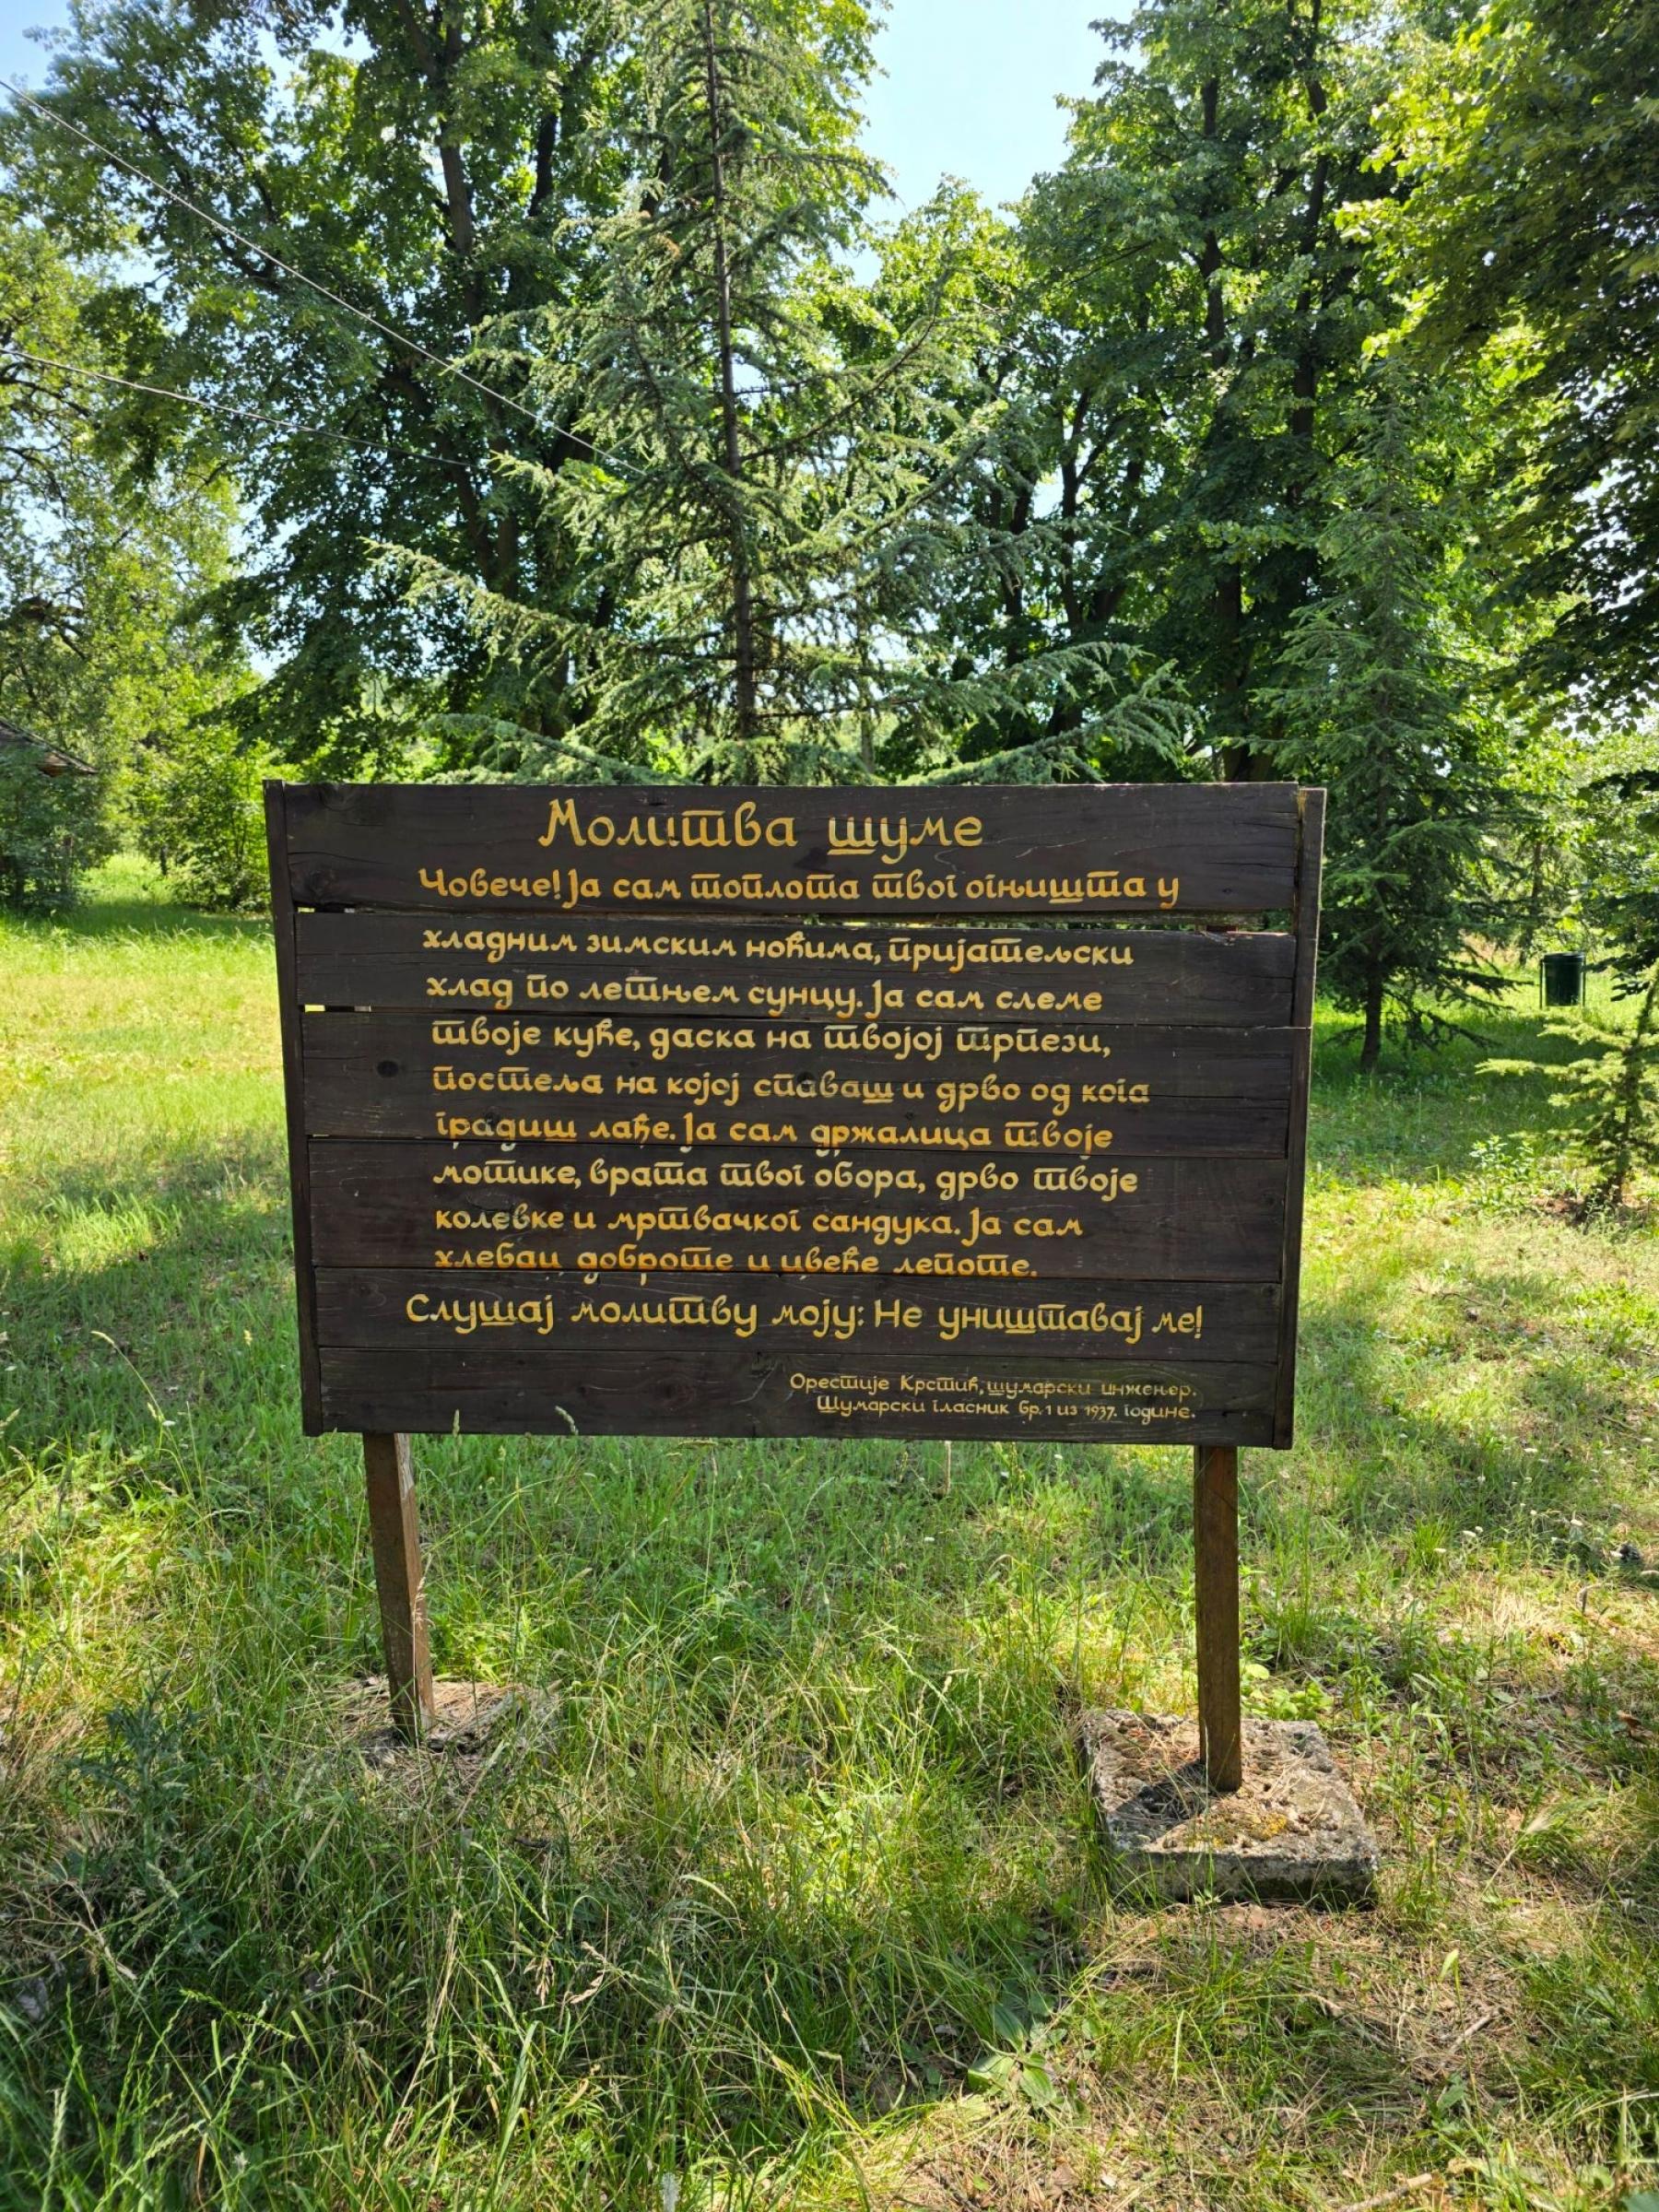 Молитва шуме
Човече! Ја сам топлота твог огњишта у
хладним зимским ноћима, пријатељски
хлад по летњем сунцу. Ја сам слеме
твоје куће, даска на твојој трпези,
постеља на којој спаваш и дрво од кога
градиш лађе. Ја сам држалица твоје
мотике, врата твог обора, дрво твоје
колевке и мртвачког сандука. Ја сам
хлебац доброте и цвеће лепоте.
Слушај молитву моју: Не уништавај ме!
Орестије Крстић, шумарски инжењер.
Шумарски гласник бр. 1 из 1937. године.